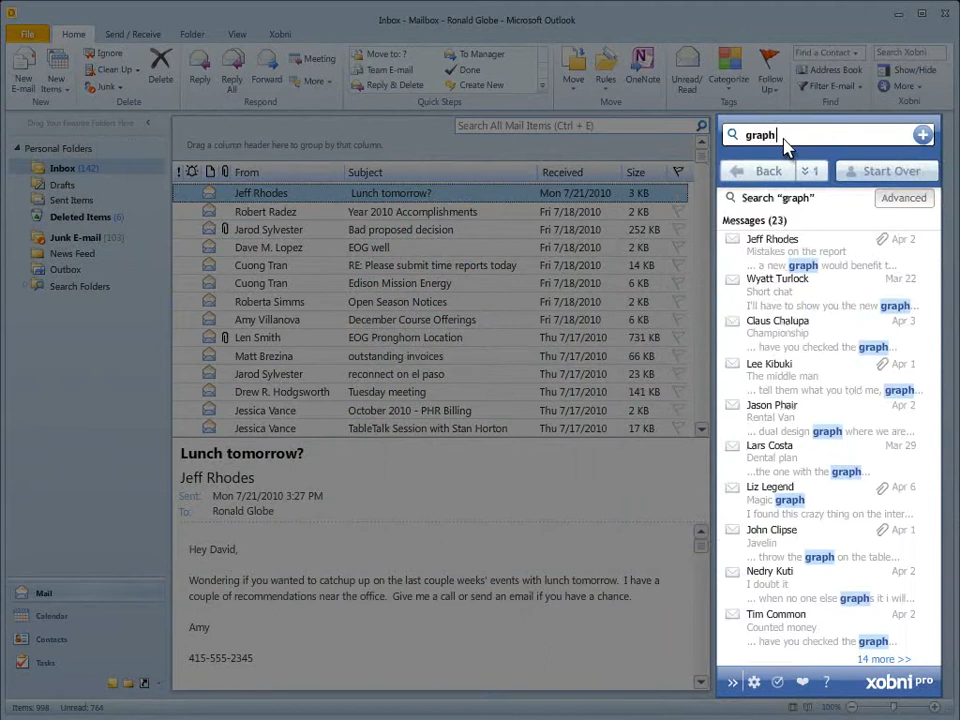 Inbox - Mailbox - Ronald Globe - Microsoft Outlook
File Home Send / Receive Folder View Xobni
New E-mail
New Items
New
Ignore
Clean Up
Junk
Delete
Delete
Reply
Reply All
Forward
Meeting
More
Respond
Move to: ?
Team E-mail
Reply & Delete
To Manager
Done
Create New
Quick Steps
Move
Rules
OneNote
Move
Unread/ Read
Categorize
Follow Up
Tags
Find a Contact
Address Book
Filter E-mail
Find
Search Xobni
Show/Hide
More
Xobni
Drag Your Favorite Folders Here
Personal Folders
Inbox (142)
Drafts
Sent Items
Deleted Items (6)
Junk E-mail [103]
News Feed
Outbox
Search Folders
Mail
Calendar
Contacts
Tasks
Search All Mail Items (Ctrl + E)
Drag a column header here to group by that column.
! From Subject Received Size
Jeff Rhodes Lunch tomorrow? Mon 7/21/2010 3 KB
Robert Radez Year 2010 Accomplishments Fri 7/18/2010 2 KB
Jarod Sylvester Bad proposed decision Fri 7/18/2010 252 KB
Dave M. Lopez EOG well Fri 7/18/2010 2 KB
Cuong Tran RE: Please submit time reports today Fri 7/18/2010 14 KB
Cuong Tran Edison Mission Energy Fri 7/18/2010 2 KB
Roberta Simms Open Season Notices Fri 7/18/2010 2 KB
Amy Villanova December Course Offerings Fri 7/18/2010 6 KB
Len Smith EOG Pronghorn Location Thu 7/17/2010 731 KB
Matt Brezina outstanding invoices Thu 7/17/2010 66 KB
Jarod Sylvester reconnect on el paso Thu 7/17/2010 23 KB
Drew R. Hodgsworth Tuesday meeting Thu 7/17/2010 141 KB
Jessica Vance October 2010 - PHR Billing Thu 7/17/2010 2 KB
Jessica Vance TableTalk Session with Stan Horton Thu 7/17/2010 18 KB
Lunch tomorrow?
Jeff Rhodes
Sent: Mon 7/21/2010 3:27 PM
To: Ronald Globe
Hey David,
Wondering if you wanted to catchup up on the last couple weeks' events with lunch tomorrow. I have a
couple of recommendations near the office. Give me a call or send an email if you have a chance.
Amy
415-555-2345
graph
Back 1 Start Over
Search "graph" Advanced
Messages (23)
Jeff Rhodes Apr 2
Mistakes on the report
... a new graph would benefit t...
Wyatt Turlock Mar 22
Short chat
I'll have to show you the new graph...
Claus Chalupa Apr 3
Championship
... have you checked the graph...
Lee Kibuki Apr 1
The middle man
... tell them what you told me, graph...
Jason Phair Apr 2
Rental Van
... dual design graph where we are...
Lars Costa Mar 29
Dental plan
...the one with the graph...
Liz Legend Apr 6
Magic graph
I found this crazy thing on the inter...
John Clipse Apr 1
Javelin
... throw the graph on the table...
Nedry Kuti Apr 2
I doubt it
... when no one else graphs it i will...
Tim Common Apr 2
Counted money
... have you checked the graph...
14 more >>
» ? xobni pro
Items: 998 Unread: 764 100%